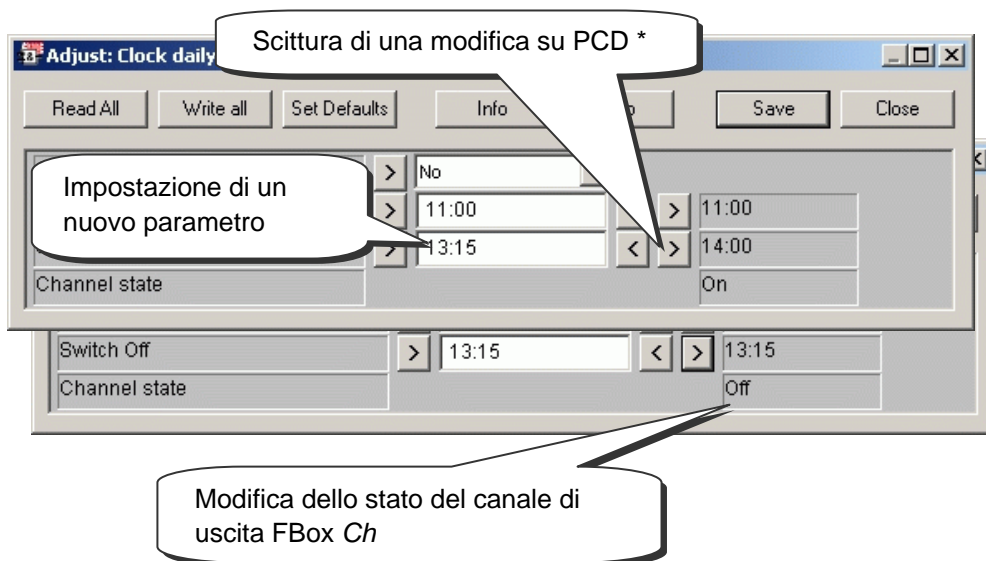 Scittura di una modifica su PCD *
Adjust: Clock daily
Read All
Write all
Set Defaults
Info
Save
Close
Impostazione di un
nuovo parametro
> No
> 11:00 > 11:00
> 13:15 < > 14:00
Channel state On
Switch Off > 13:15 < > 13:15
Channel state Off
Modifica dello stato del canale di
uscita FBox Ch